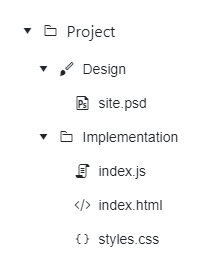 Project
Design
site.psd
Implementation
index.js
index.html
styles.css